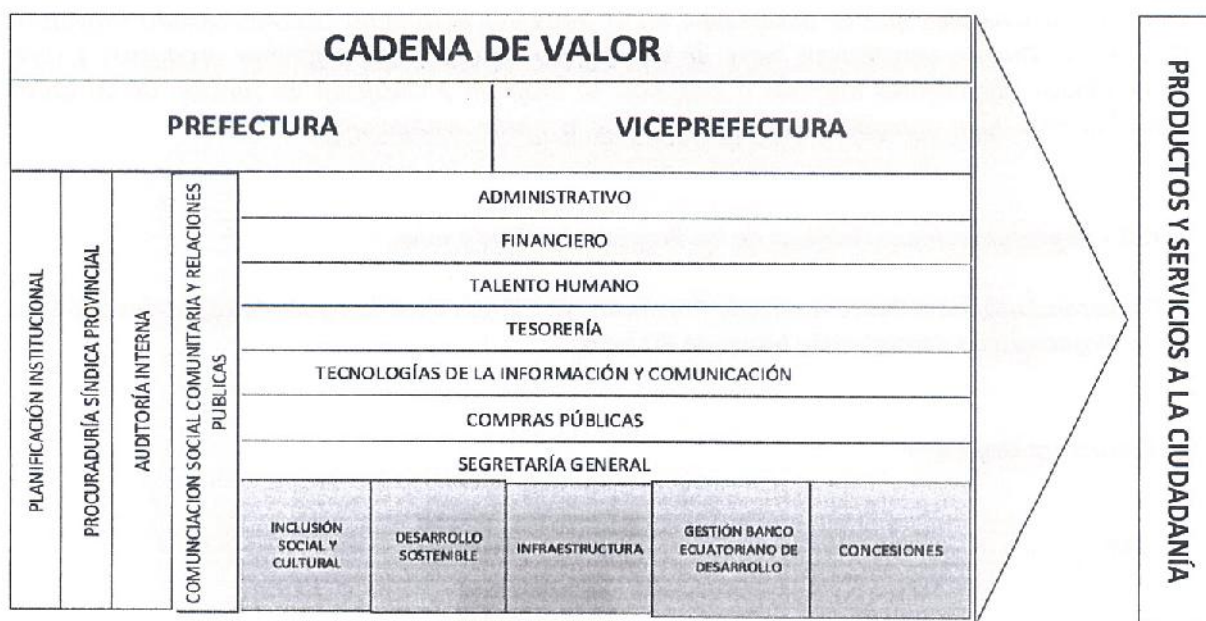 CADENA DE VALOR
PREFECTURA
VICEPREFECTURA
PLANIFICACIÓN INSTITUCIONAL
PROCURADURÍA SÍNDICA PROVINCIAL
AUDITORÍA INTERNA
COMUNCIACION SOCIAL COMUNITARIA Y RELACIONES
PUBLICAS
ADMINISTRATIVO
FINANCIERO
TALENTO HUMANO
TESORERÍA
TECNOLOGÍAS DE LA INFORMACIÓN Y COMUNICACIÓN
COMPRAS PÚBLICAS
SEGRETARÍA GENERAL
INCLUSIÓN
SOCIAL Y
CULTURAL
DESARROLLO
SOSTENIBLE
INFRAESTRUCTURA
GESTIÓN BANCO
ECUATORIANO DE
DESARROLLO
CONCESIONES
PRODUCTOS Y SERVICIOS A LA CIUDADANÍA